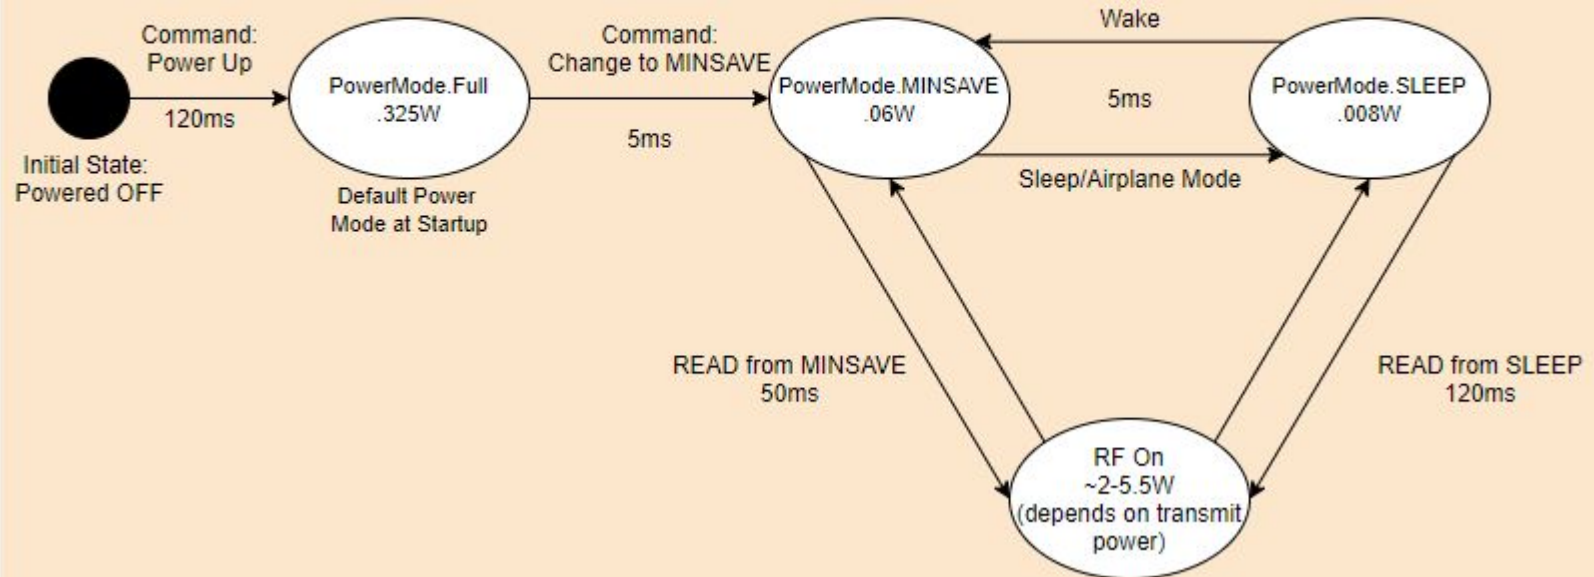 Command:
Power Up
120ms
Initial State:
Powered OFF
PowerMode.Full
.325W
Default Power
Mode at Startup
Command:
Change to MINSAVE
5ms
PowerMode.MINSAVE
.06W
Wake
5ms
Sleep/Airplane Mode
PowerMode.SLEEP
.008W
READ from MINSAVE
50ms
READ from SLEEP
120ms
RF On
~2-5.5W
(depends on transmit
power)